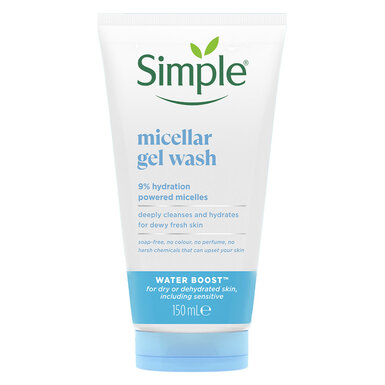 Simple®
micellar
gel wash
9% hydration
powered micelles
deeply cleanses and hydrates
for dewy fresh skin
soap-free, no colour, no perfume, no
harsh chemicals that can upset your skin
WATER BOOST™
for dry or dehydrated skin,
including sensitive
150 mL℮